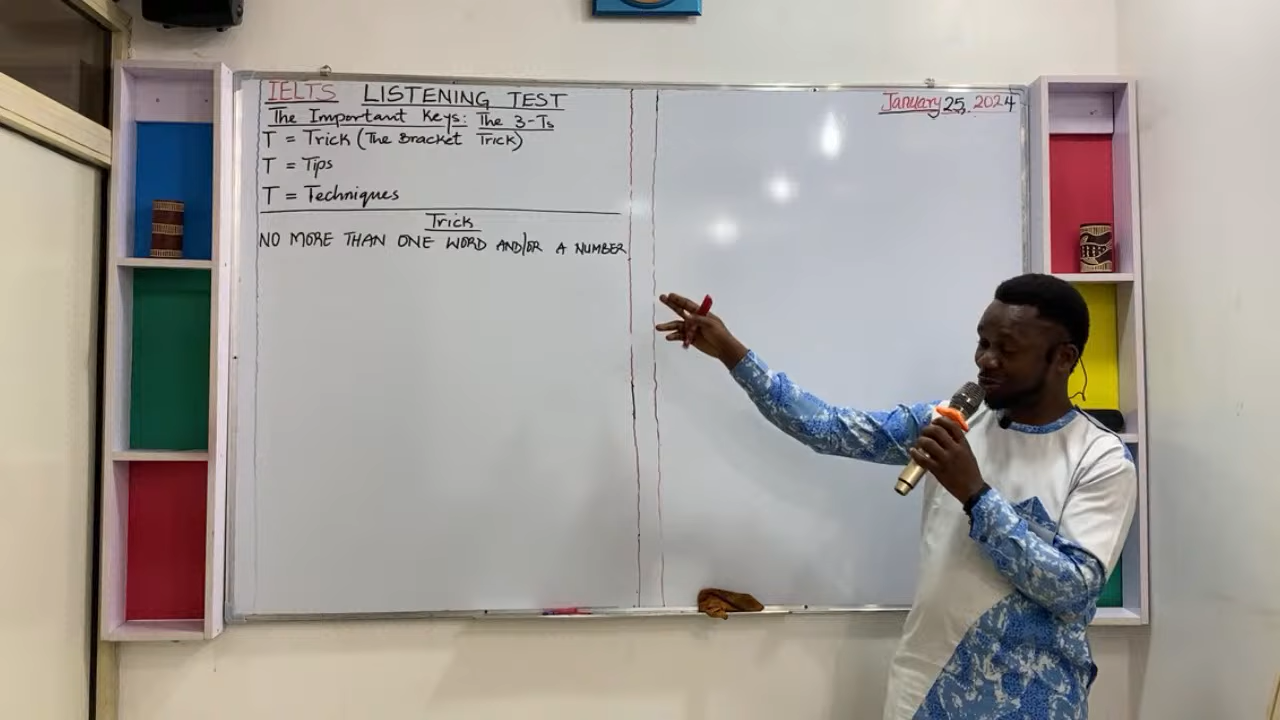 IELTS LISTENING TEST
The Important Keys: The 3-Ts
T = Trick (The Bracket Trick)
T = Tips
T = Techniques
Trick
NO MORE THAN ONE WORD AND/OR A NUMBER
January 25, 2024